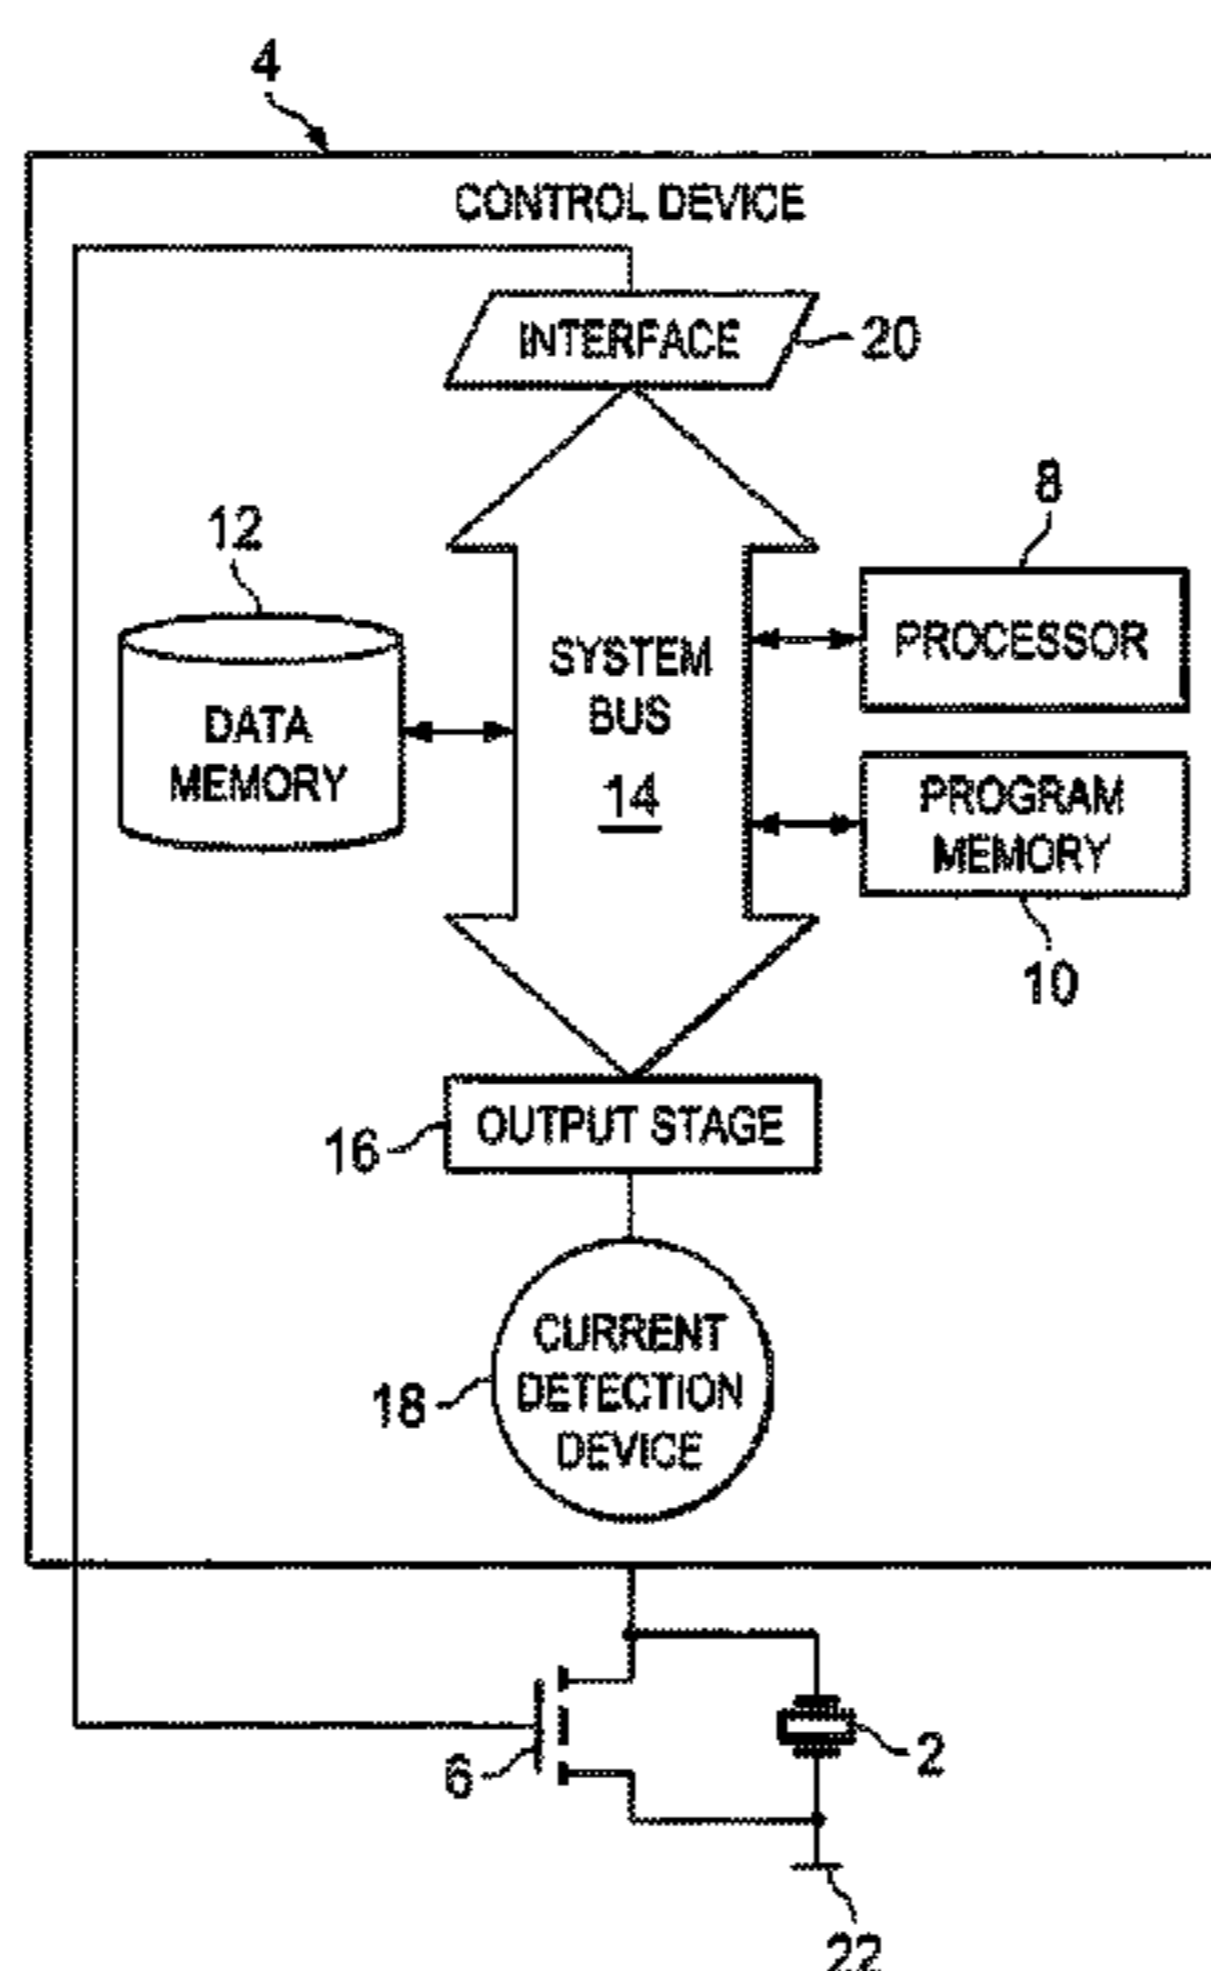 4
CONTROL DEVICE
INTERFACE
20
8
12
PROCESSOR
SYSTEM
BUS
14
DATA
MEMORY
PROGRAM
MEMORY
10
OUTPUT STAGE
16
CURRENT
DETECTION
DEVICE
18
6
2
22